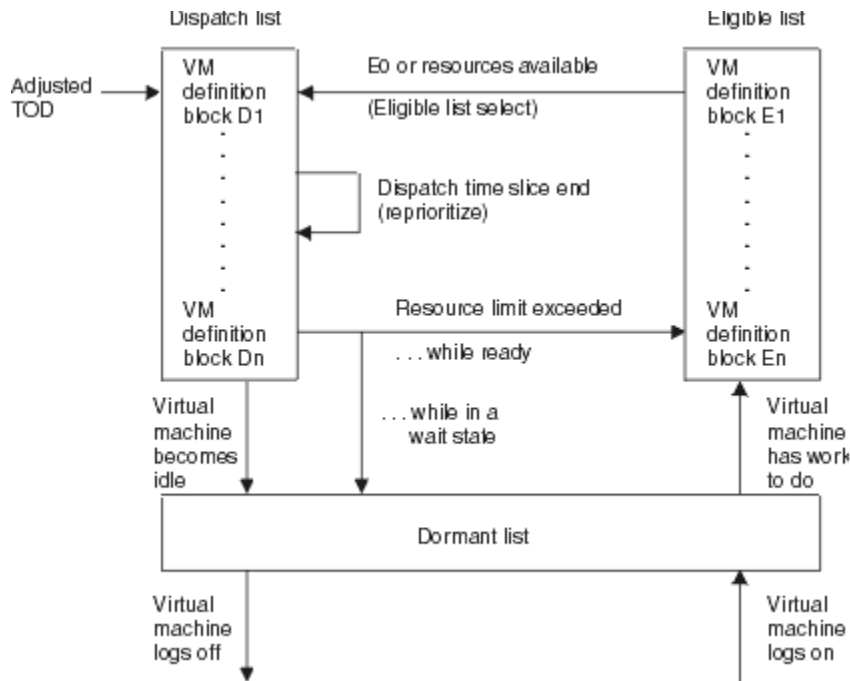 Dispatch list
Eligible list
Adjusted
TOD
VM
definition
block D1
E0 or resources available
(Eligible list select)
VM
definition
block E1
Dispatch time slice end
(reprioritize)
VM
definition
block Dn
Resource limit exceeded
. . . while ready
. . . while in a
wait state
VM
definition
block En
Virtual
machine
becomes
idle
Virtual
machine
has work
to do
Dormant list
Virtual
machine
logs off
Virtual
machine
logs on